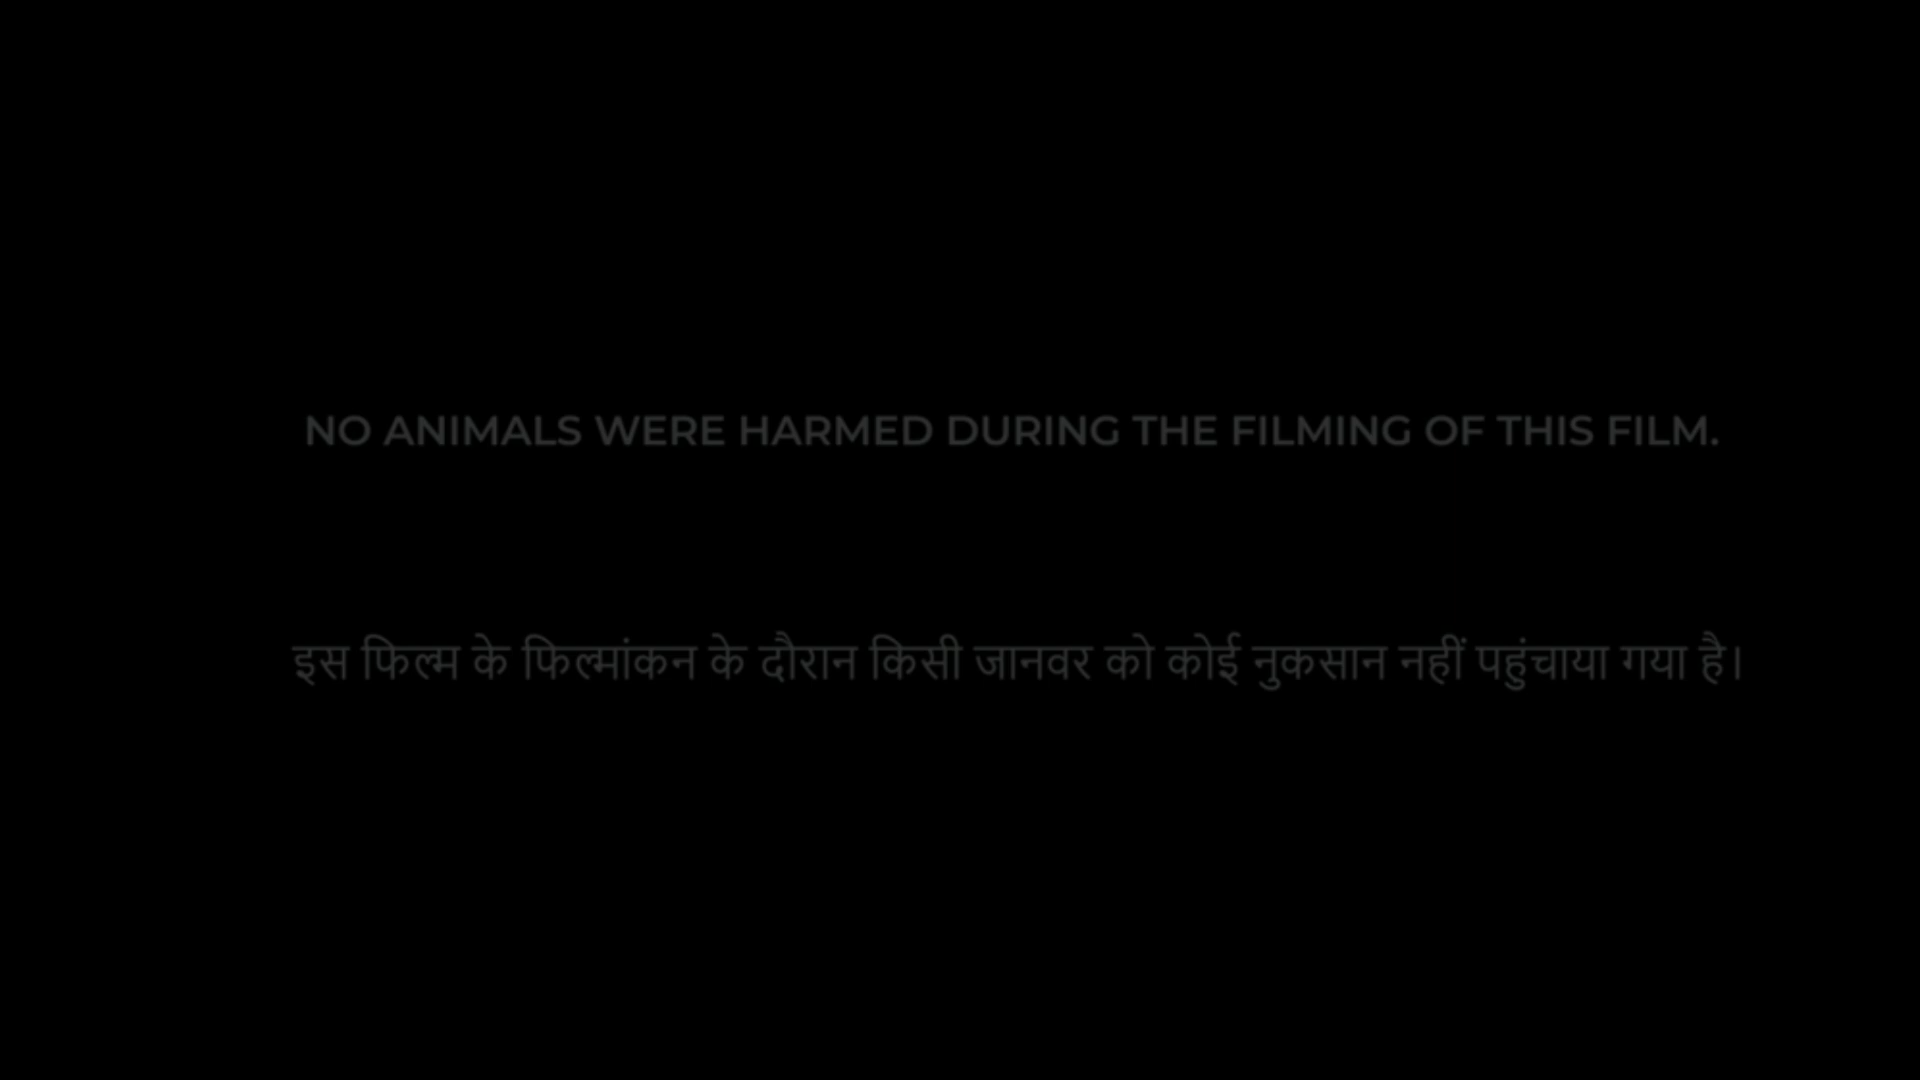 NO ANIMALS WERE HARMED DURING THE FILMING OF THIS FILM.
इस फिल्म के फिल्मांकन के दौरान किसी जानवर को कोई नुकसान नहीं पहुंचाया गया है।